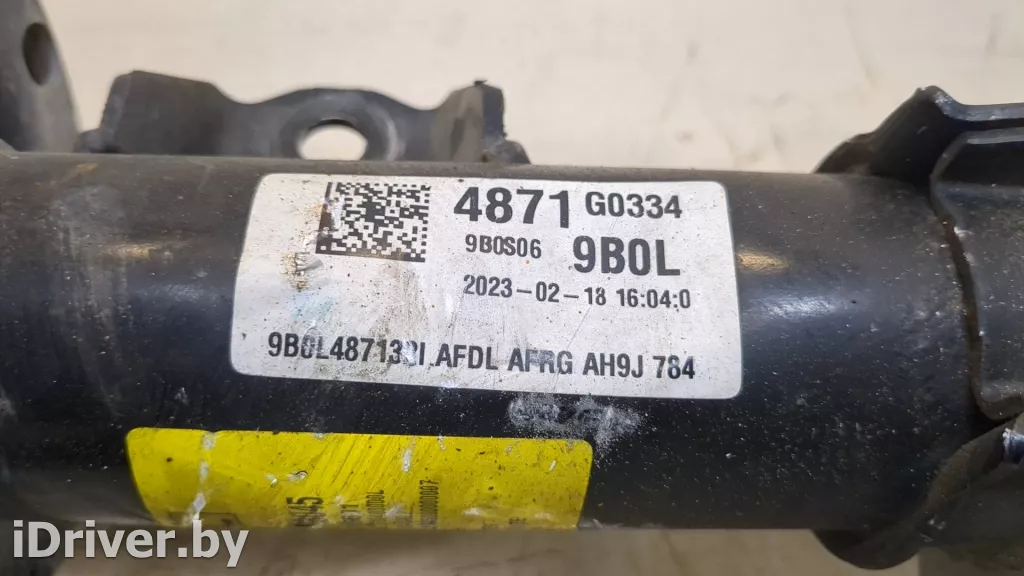 4871 G0334
9B0S06 9B0L
2023-02-18 16:04:0
AFDL AFRG AH9J 784
iDriver.by